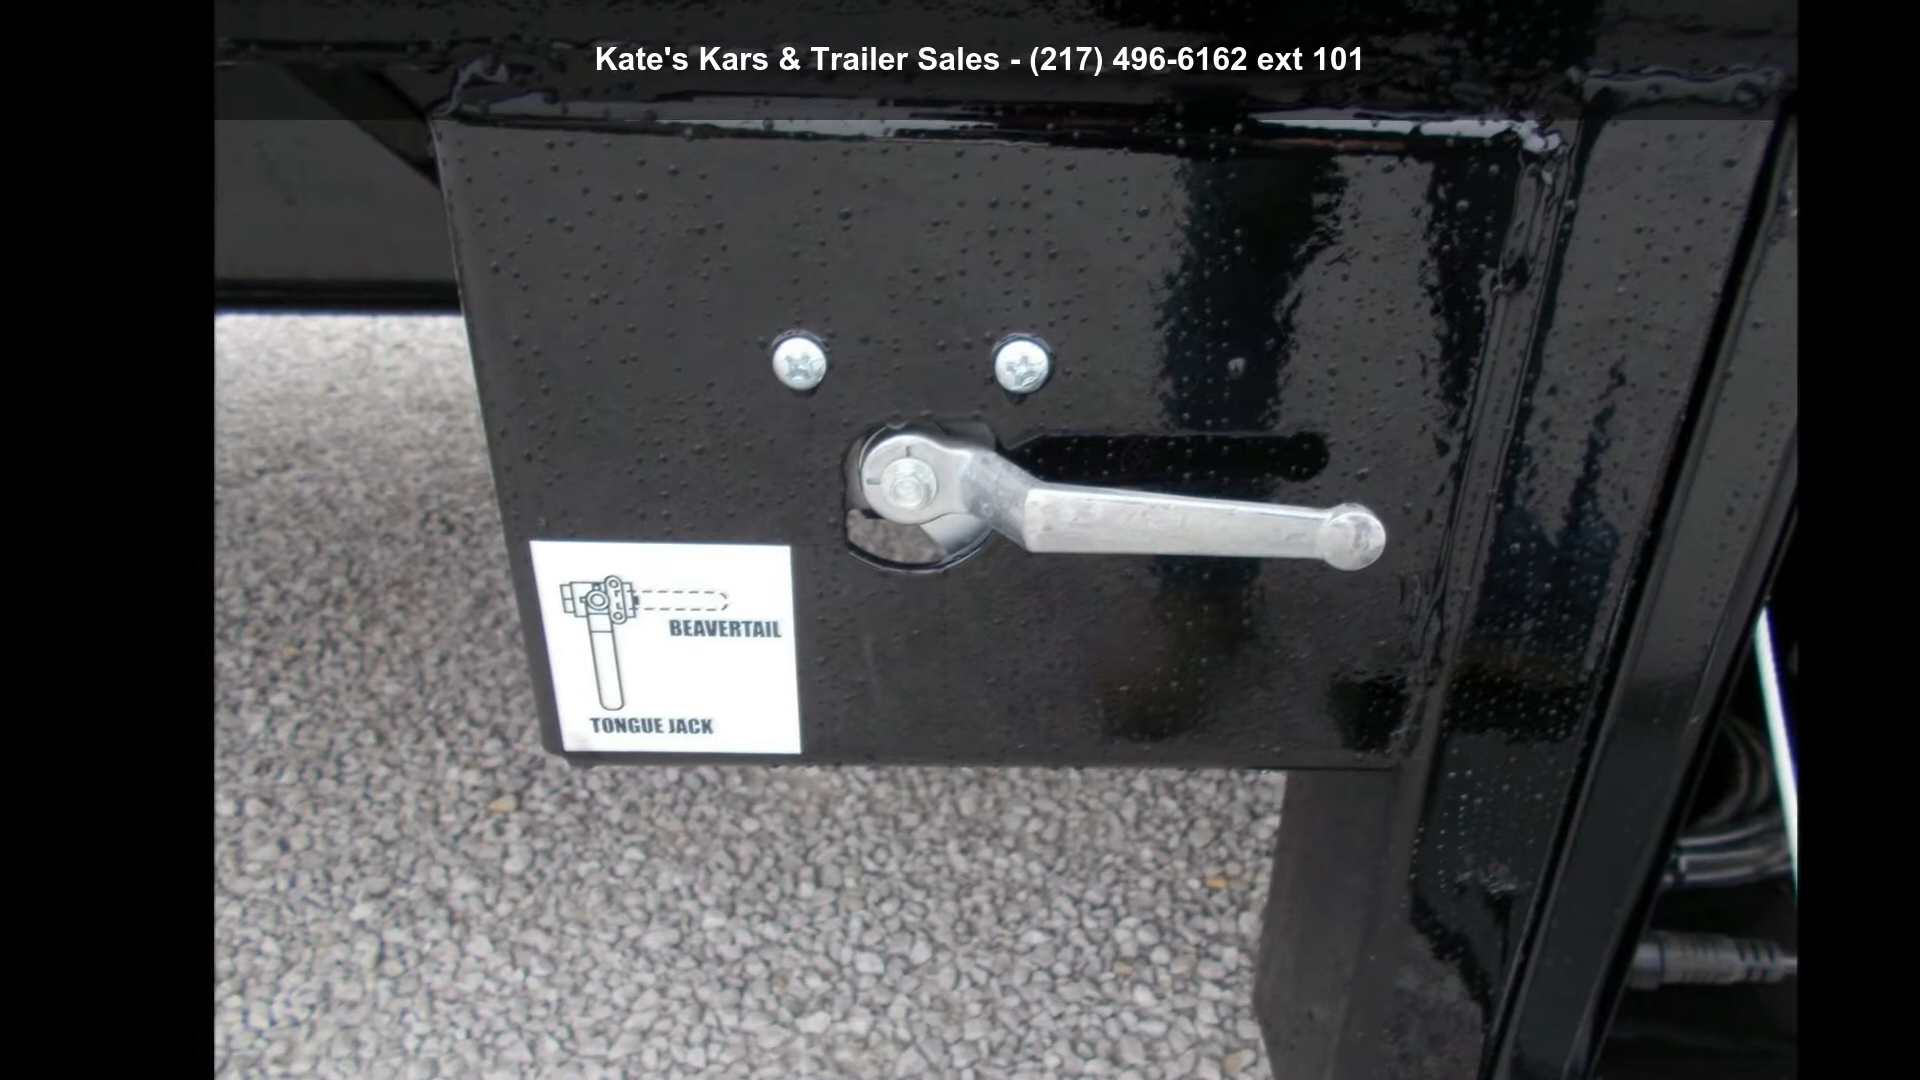 Kate's Kars & Trailer Sales - (217) 496-6162 ext 101
BEAVERTAIL
TONGUE JACK